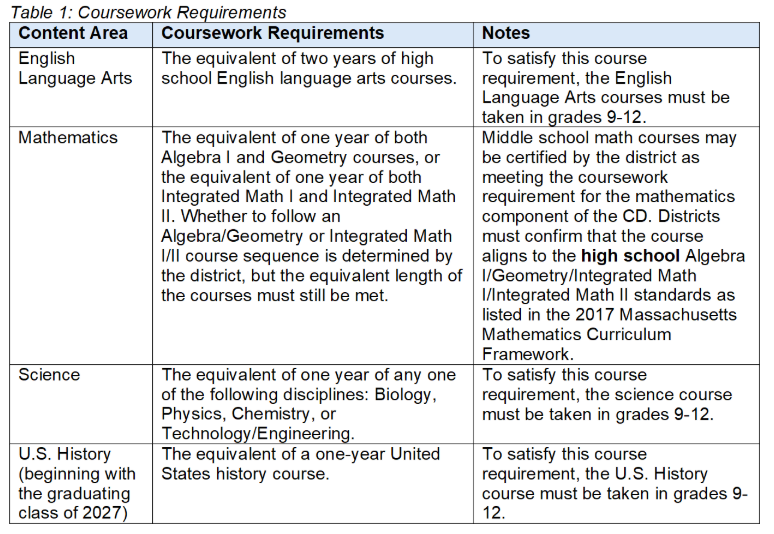 Table 1: Coursework Requirements
Content Area
Coursework Requirements
Notes
English
Language Arts
The equivalent of two years of high
school English language arts courses.
To satisfy this course
requirement, the English
Language Arts courses must be
taken in grades 9-12.
Mathematics
The equivalent of one year of both
Algebra I and Geometry courses, or
the equivalent of one year of both
Integrated Math I and Integrated Math
II. Whether to follow an
Algebra/Geometry or Integrated Math
I/II course sequence is determined by
the district, but the equivalent length of
the courses must still be met.
Middle school math courses may
be certified by the district as
meeting the coursework
requirement for the mathematics
component of the CD. Districts
must confirm that the course
aligns to the high school Algebra
I/Geometry/Integrated Math
I/Integrated Math II standards as
listed in the 2017 Massachusetts
Mathematics Curriculum
Framework.
Science
The equivalent of one year of any one
of the following disciplines: Biology,
Physics, Chemistry, or
Technology/Engineering.
To satisfy this course
requirement, the science course
must be taken in grades 9-12.
U.S. History
(beginning with
the graduating
class of 2027)
The equivalent of a one-year United
States history course.
To satisfy this course
requirement, the U.S. History
course must be taken in grades 9-
12.